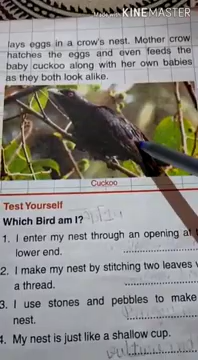 Made with KINEMASTER
lays eggs in a crow's nest. Mother crow
hatches the eggs and even feeds the
baby cuckoo along with her own babies
as they both look alike.
Cuckoo
Test Yourself
Which Bird am I?
1. I enter my nest through an opening at
lower end.
2. I make my nest by stitching two leaves
a thread.
3. I use stones and pebbles to make
nest.
4. My nest is just like a shallow cup.